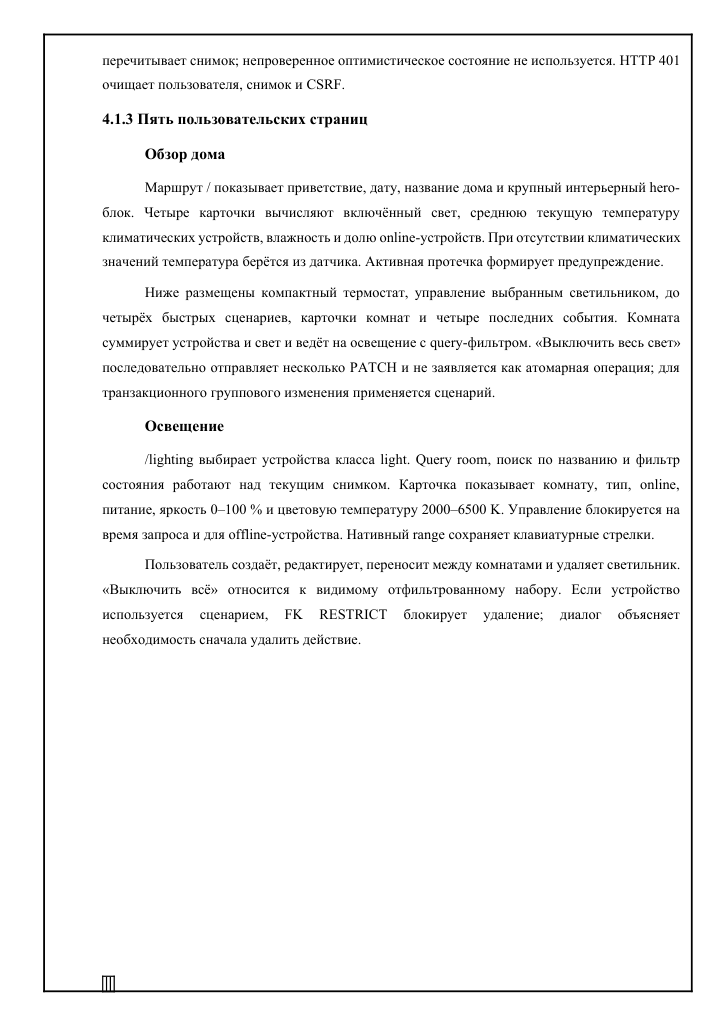 перечитывает снимок; непроверенное оптимистическое состояние не используется. HTTP 401
очищает пользователя, снимок и CSRF.
4.1.3 Пять пользовательских страниц
Обзор дома
Маршрут / показывает приветствие, дату, название дома и крупный интерьерный hero-
блок. Четыре карточки вычисляют включённый свет, среднюю текущую температуру
климатических устройств, влажность и долю online-устройств. При отсутствии климатических
значений температура берётся из датчика. Активная протечка формирует предупреждение.
Ниже размещены компактный термостат, управление выбранным светильником, до
четырёх быстрых сценариев, карточки комнат и четыре последних события. Комната
суммирует устройства и свет и ведёт на освещение с query-фильтром. «Выключить весь свет»
последовательно отправляет несколько PATCH и не заявляется как атомарная операция; для
транзакционного группового изменения применяется сценарий.
Освещение
/lighting выбирает устройства класса light. Query room, поиск по названию и фильтр
состояния работают над текущим снимком. Карточка показывает комнату, тип, online,
питание, яркость 0–100 % и цветовую температуру 2000–6500 K. Управление блокируется на
время запроса и для offline-устройства. Нативный range сохраняет клавиатурные стрелки.
Пользователь создаёт, редактирует, переносит между комнатами и удаляет светильник.
«Выключить всё» относится к видимому отфильтрованному набору. Если устройство
используется сценарием, FK RESTRICT блокирует удаление; диалог объясняет
необходимость сначала удалить действие.